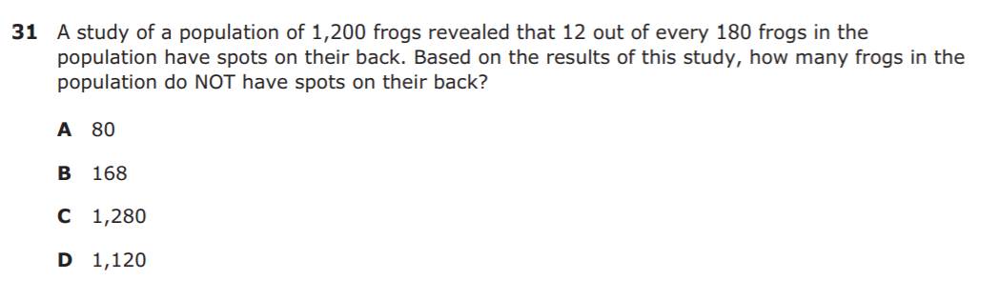 31 A study of a population of 1,200 frogs revealed that 12 out of every 180 frogs in the
population have spots on their back. Based on the results of this study, how many frogs in the
population do NOT have spots on their back?
A 80
B 168
C 1,280
D 1,120